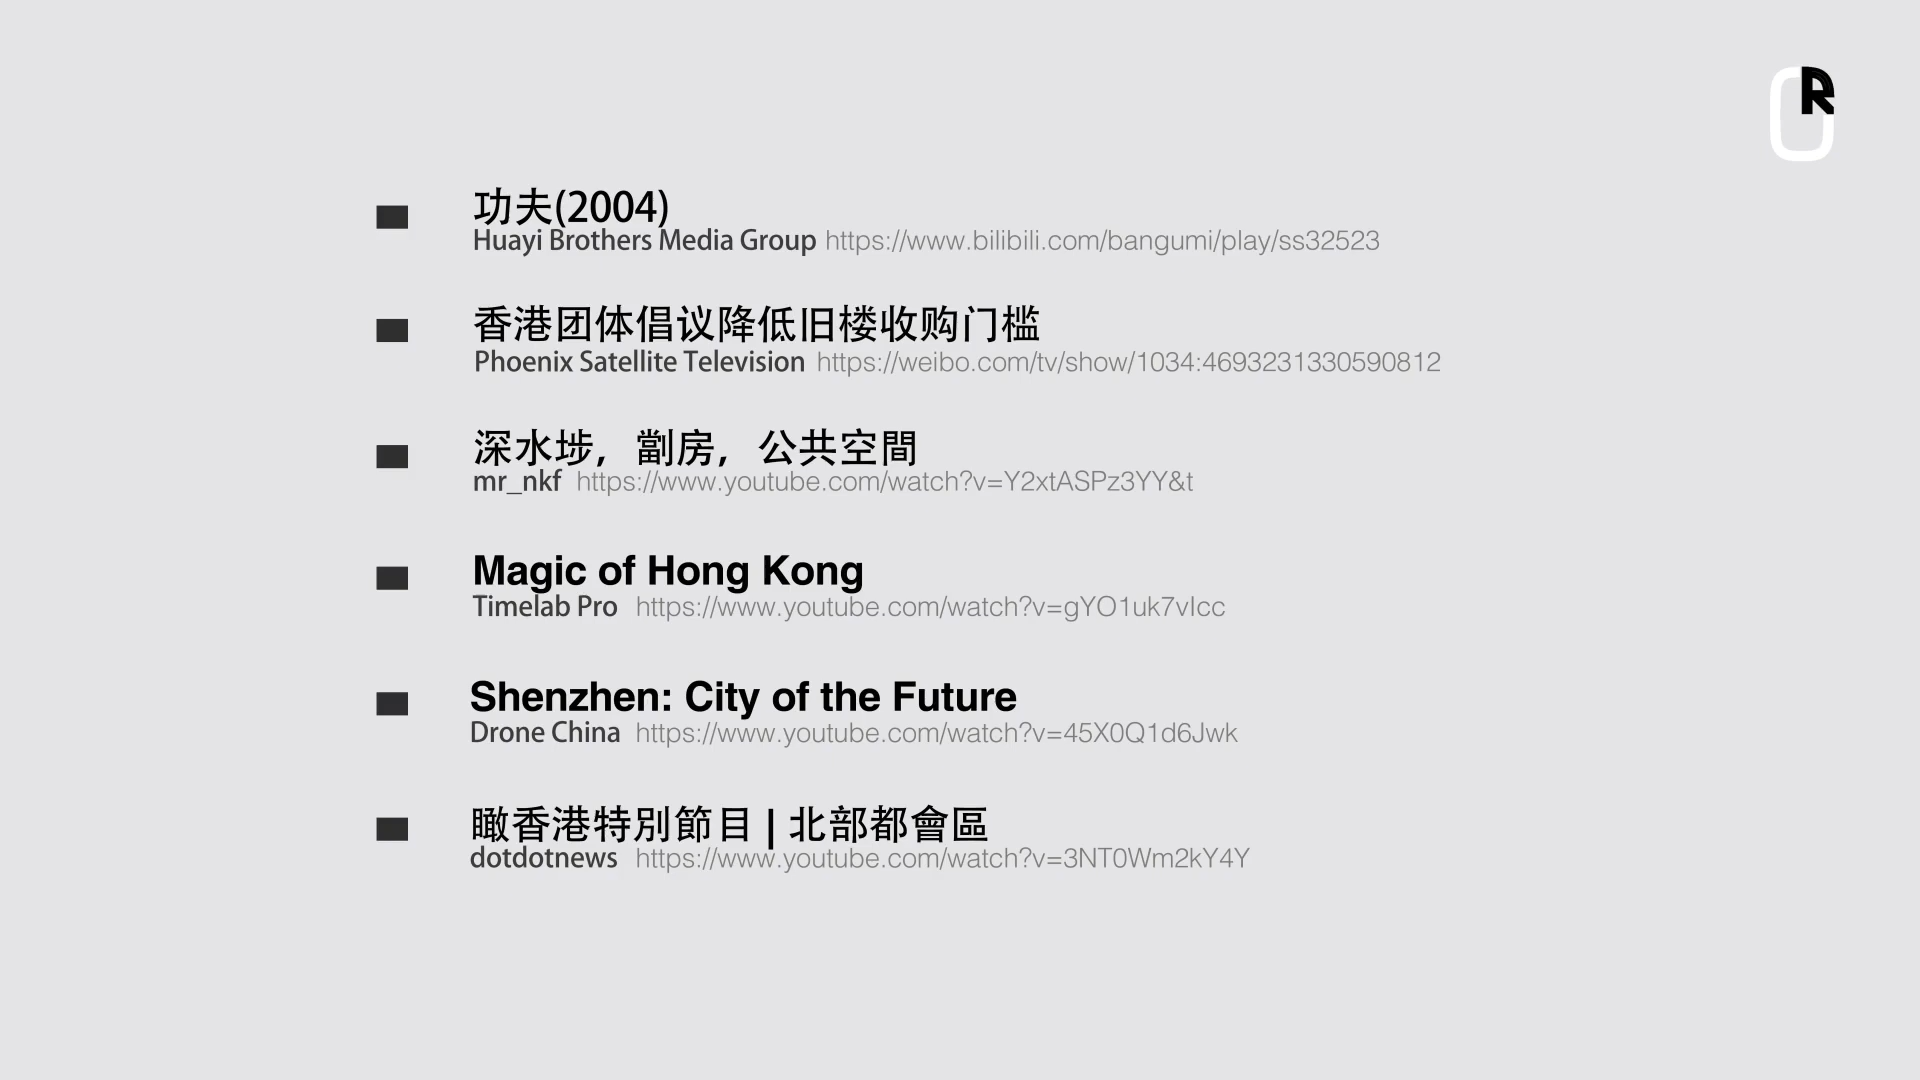 R
功夫(2004)
Huayi Brothers Media Group https://www.bilibili.com/bangumi/play/ss32523
香港团体倡议降低旧楼收购门槛
Phoenix Satellite Television https://weibo.com/tv/show/1034:4693231330590812
深水埗，劏房，公共空間
mr_nkf https://www.youtube.com/watch?v=Y2xtASPz3YY&t
Magic of Hong Kong
Timelab Pro https://www.youtube.com/watch?v=gYO1uk7vIcc
Shenzhen: City of the Future
Drone China https://www.youtube.com/watch?v=45X0Q1d6Jwk
瞰香港特別節目 | 北部都會區
dotdotnews https://www.youtube.com/watch?v=3NT0Wm2kY4Y